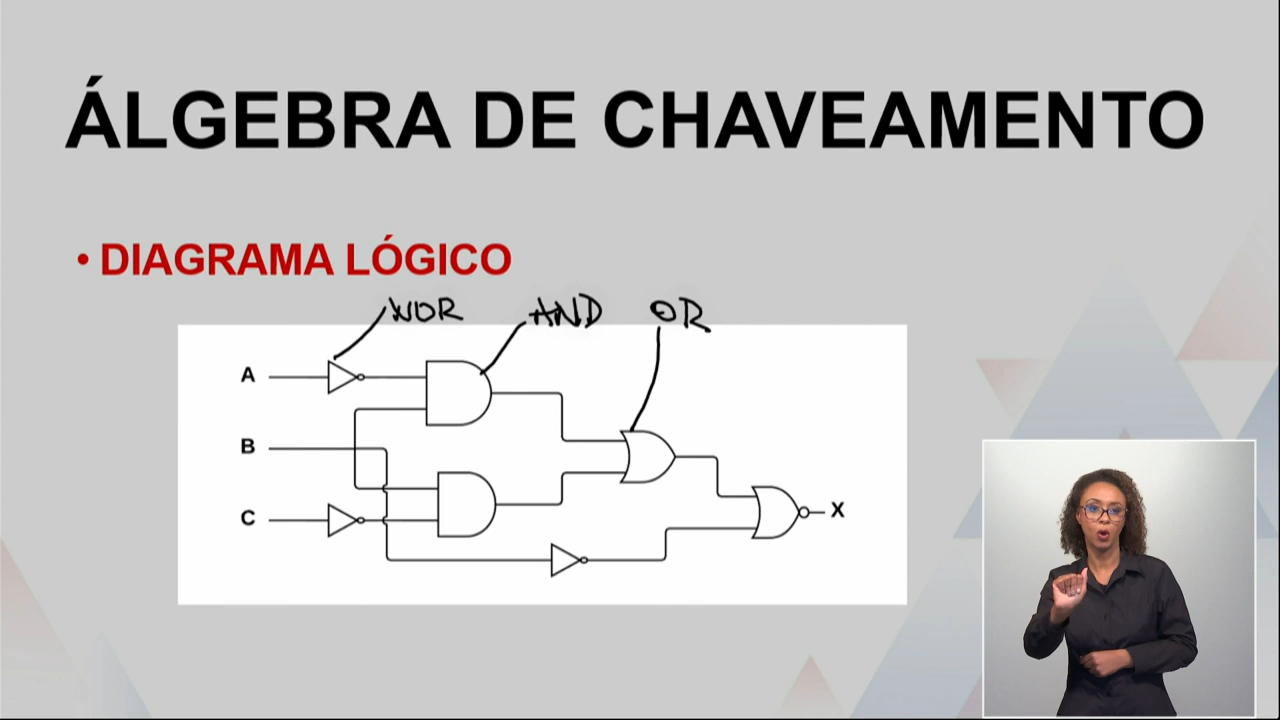 ÁLGEBRA DE CHAVEAMENTO
• DIAGRAMA LÓGICO
NOR AND OR
A
B
C
X